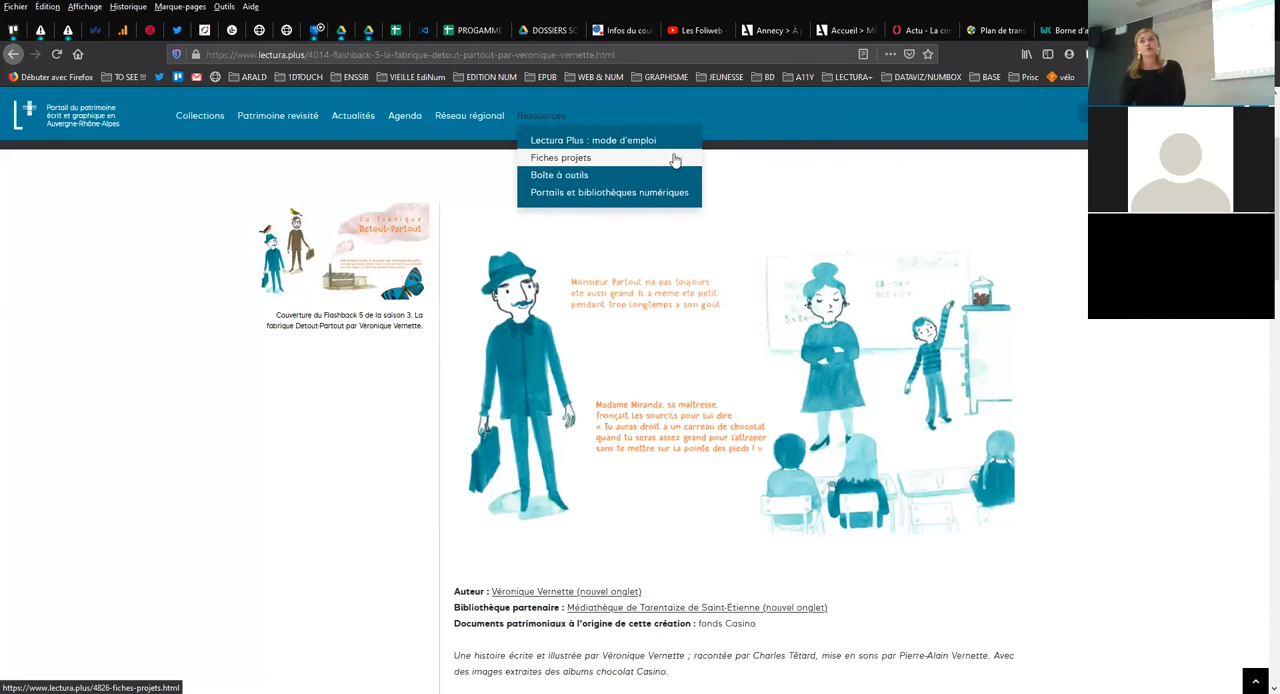 Fichier Édition Affichage Historique Marque-pages Outils Aide
PROGAMME DOSSIERS SC Infos du coul Les Foliweb Annecy > À p Accueil > Mé Actu - La cris Plan de trans Borne d'a
https://www.lectura.plus/4014-flashback-5-la-fabrique-detout-partout-par-veronique-vernette.html
Débuter avec Firefox TO SEE !!! ARALD 1DTOUCH ENSSIB VIEILLE EdiNum EDITION NUM EPUB WEB & NUM GRAPHISME JEUNESSE BD A11Y LECTURA+ DATAVIZ/NUMBOX BASE Prisc vélo
Portail du patrimoine
écrit et graphique en
Auvergne-Rhône-Alpes
Collections Patrimoine revisité Actualités Agenda Réseau régional Ressources
Lectura Plus : mode d'emploi
Fiches projets
Boîte à outils
Portails et bibliothèques numériques
La fabrique
Detout-Partout
Couverture du Flashback 5 de la saison 3. La
fabrique Detout-Partout par Véronique Vernette.
Monsieur Partout n'a pas toujours
été aussi grand. Il a même été petit
pendant trop longtemps à son goût.
Madame Miranda, sa maîtresse,
fronçait les sourcils pour lui dire :
« Tu auras droit à un carreau de chocolat
quand tu seras assez grand pour l'attraper
sans te mettre sur la pointe des pieds ! »
Auteur : Véronique Vernette (nouvel onglet)
Bibliothèque partenaire : Médiathèque de Tarentaize de Saint-Étienne (nouvel onglet)
Documents patrimoniaux à l'origine de cette création : fonds Casino
Une histoire écrite et illustrée par Véronique Vernette ; racontée par Charles Têtard, mise en sons par Pierre-Alain Vernette. Avec
des images extraites des albums chocolat Casino.
https://www.lectura.plus/4826-fiches-projets.html